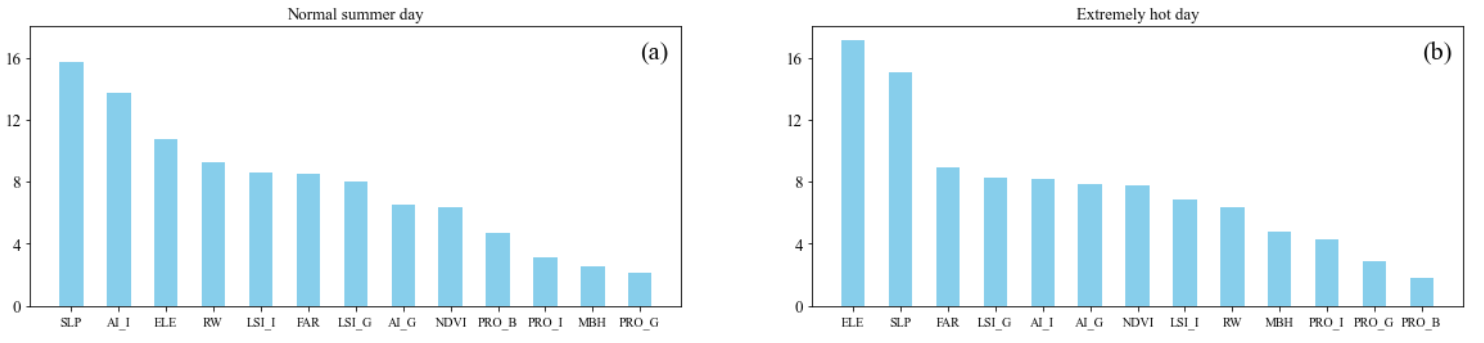 Normal summer day
(a)
16
12
8
4
0
SLP AI_I ELE RW LSI_I FAR LSI_G AI_G NDVI PRO_B PRO_I MBH PRO_G
Extremely hot day
(b)
16
12
8
4
0
ELE SLP FAR LSI_G AI_I AI_G NDVI LSI_I RW MBH PRO_I PRO_G PRO_B